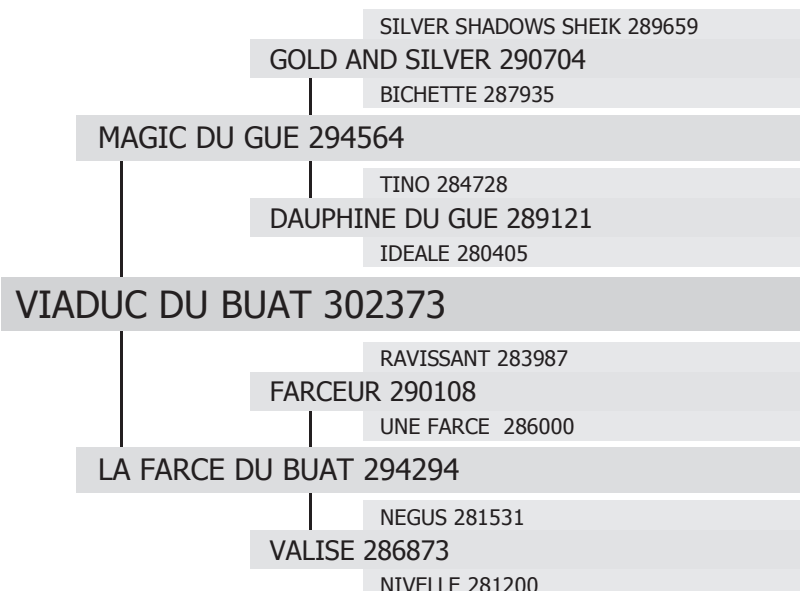 SILVER SHADOWS SHEIK 289659
GOLD AND SILVER 290704
BICHETTE 287935
MAGIC DU GUE 294564
TINO 284728
DAUPHINE DU GUE 289121
IDEALE 280405
VIADUC DU BUAT 302373
RAVISSANT 283987
FARCEUR 290108
UNE FARCE 286000
LA FARCE DU BUAT 294294
NEGUS 281531
VALISE 286873
NIVELLE 281200